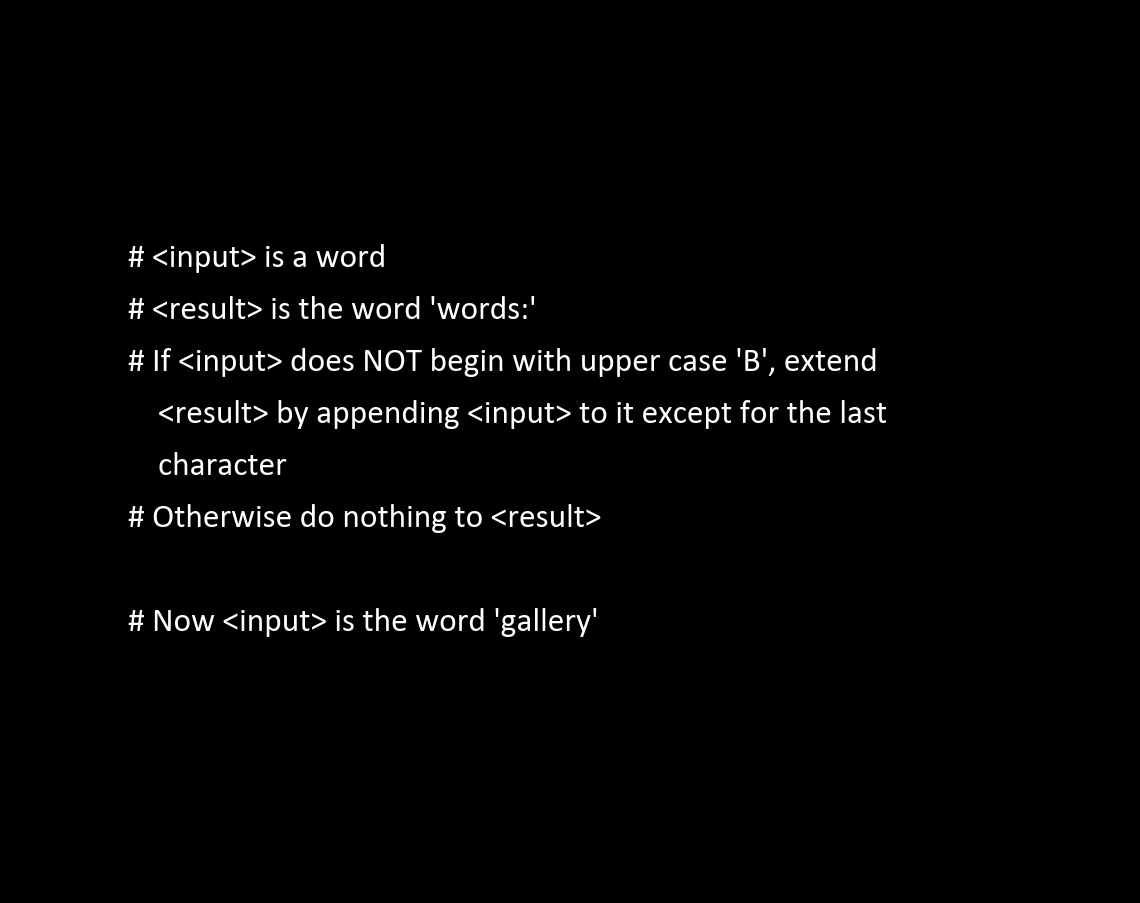 # <input> is a word
# <result> is the word 'words:'
# If <input> does NOT begin with upper case 'B', extend
<result> by appending <input> to it except for the last
character
# Otherwise do nothing to <result>
# Now <input> is the word 'gallery'